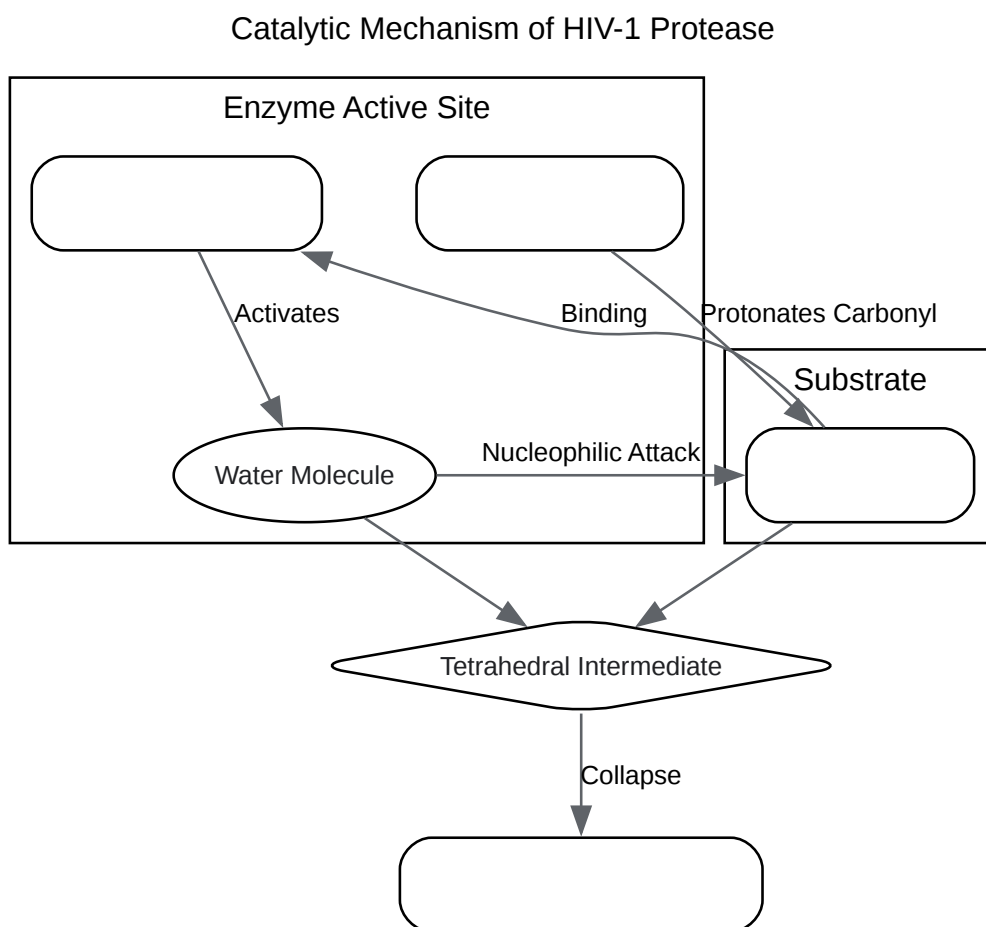 Catalytic Mechanism of HIV-1 Protease
Enzyme Active Site
Activates
Binding
Protonates Carbonyl
Substrate
Water Molecule
Nucleophilic Attack
Tetrahedral Intermediate
Collapse